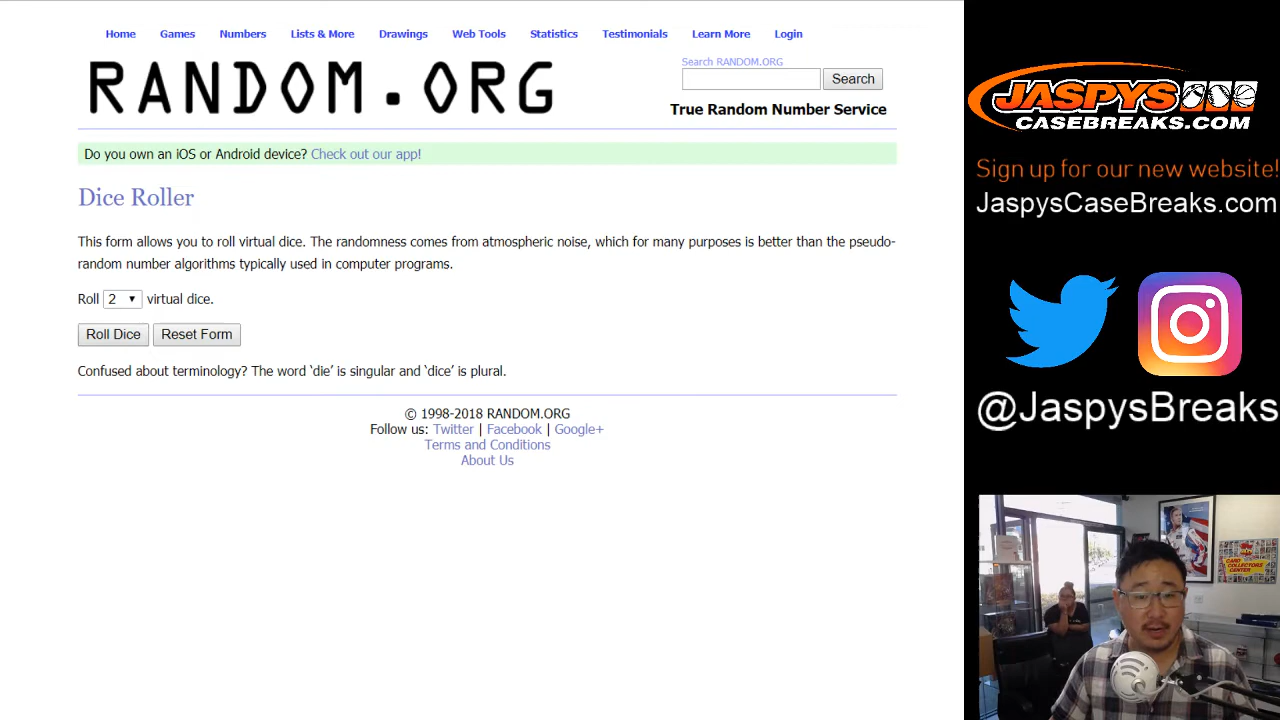 Home Games Numbers Lists & More Drawings Web Tools Statistics Testimonials Learn More Login
RANDOM.ORG
Search RANDOM.ORG
Search
True Random Number Service
Do you own an iOS or Android device? Check out our app!
Dice Roller
This form allows you to roll virtual dice. The randomness comes from atmospheric noise, which for many purposes is better than the pseudo-
random number algorithms typically used in computer programs.
Roll 2 virtual dice.
Roll Dice Reset Form
Confused about terminology? The word ‘die’ is singular and ‘dice’ is plural.
© 1998-2018 RANDOM.ORG
Follow us: Twitter | Facebook | Google+
Terms and Conditions
About Us
JASPYS
CASEBREAKS.COM
Sign up for our new website!
JaspysCaseBreaks.com
@JaspysBreaks
CARD
COLLECTORS
CENTER